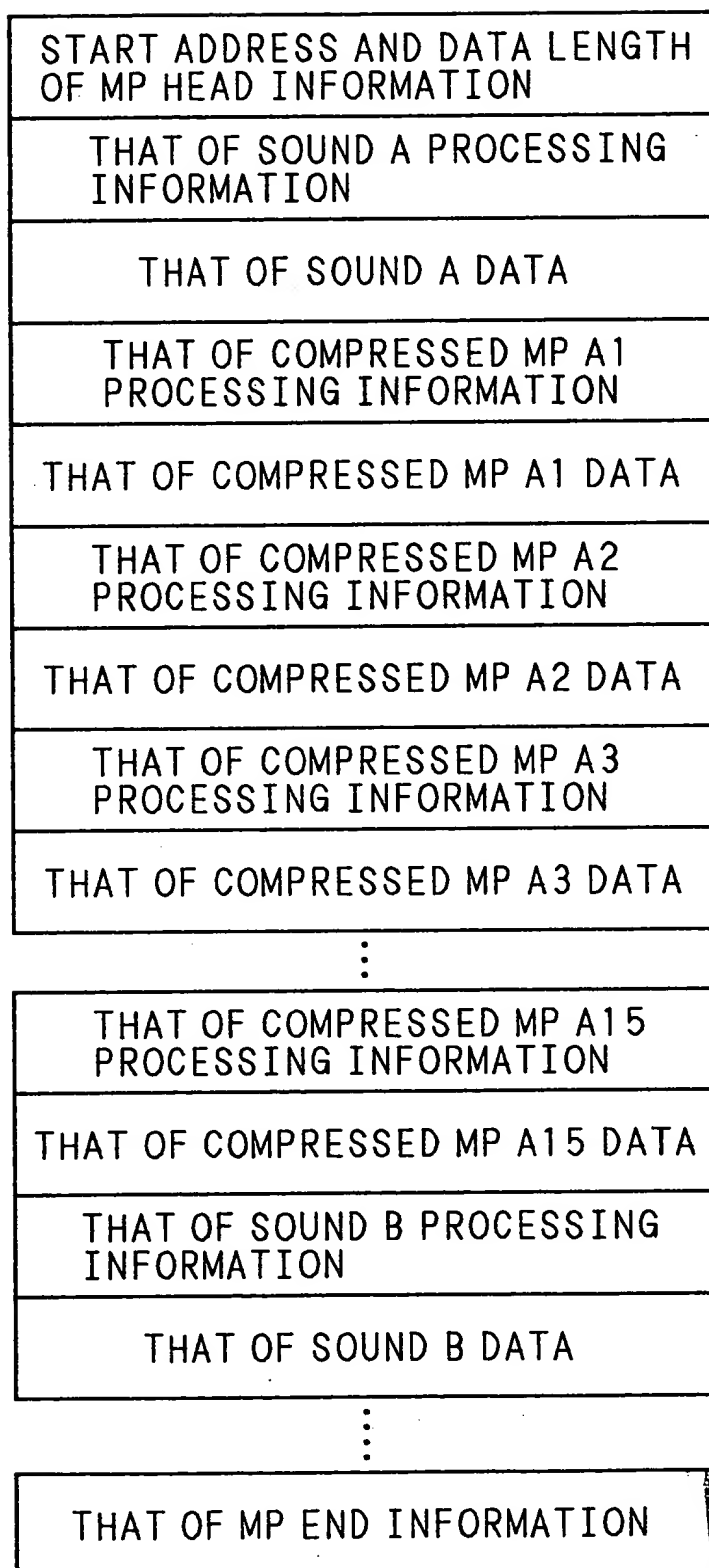 START ADDRESS AND DATA LENGTH
OF MP HEAD INFORMATION
THAT OF SOUND A PROCESSING
INFORMATION
THAT OF SOUND A DATA
THAT OF COMPRESSED MP A1
PROCESSING INFORMATION
THAT OF COMPRESSED MP A1 DATA
THAT OF COMPRESSED MP A2
PROCESSING INFORMATION
THAT OF COMPRESSED MP A2 DATA
THAT OF COMPRESSED MP A3
PROCESSING INFORMATION
THAT OF COMPRESSED MP A3 DATA
THAT OF COMPRESSED MP A15
PROCESSING INFORMATION
THAT OF COMPRESSED MP A15 DATA
THAT OF SOUND B PROCESSING
INFORMATION
THAT OF SOUND B DATA
THAT OF MP END INFORMATION